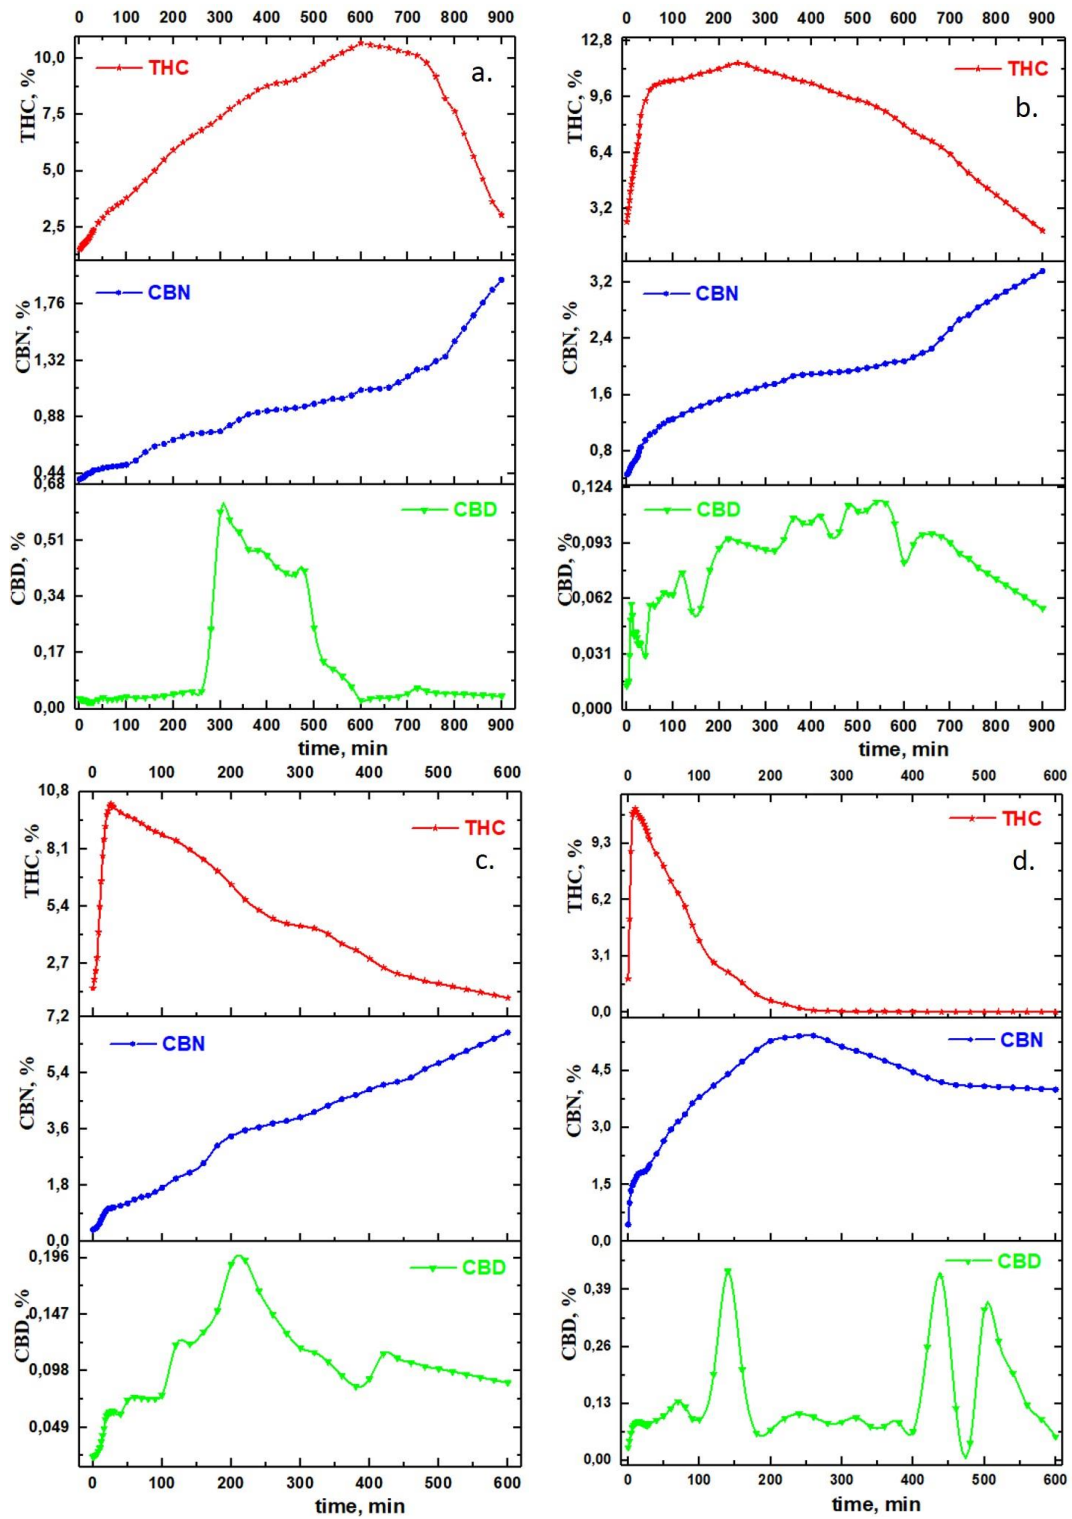 0 100 200 300 400 500 600 700 800 900
10,0
7,5
5,0
2,5
THC, %
THC
a.
1,76
1,32
0,88
0,44
CBN, %
CBN
0,68
0,51
0,34
0,17
0,00
CBD, %
CBD
0 100 200 300 400 500 600 700 800 900
time, min
0 100 200 300 400 500 600 700 800 900
12,8
9,6
6,4
3,2
THC, %
THC
b.
3,2
2,4
1,6
0,8
CBN, %
CBN
0,124
0,093
0,062
0,031
0,000
CBD, %
CBD
0 100 200 300 400 500 600 700 800 900
time, min
0 100 200 300 400 500 600
10,8
8,1
5,4
2,7
THC, %
THC
c.
7,2
5,4
3,6
1,8
0,0
CBN, %
CBN
0,196
0,147
0,098
0,049
CBD, %
CBD
0 100 200 300 400 500 600
time, min
0 100 200 300 400 500 600
9,3
6,2
3,1
0,0
THC, %
THC
d.
4,5
3,0
1,5
0,0
CBN, %
CBN
0,39
0,26
0,13
0,00
CBD, %
CBD
0 100 200 300 400 500 600
time, min